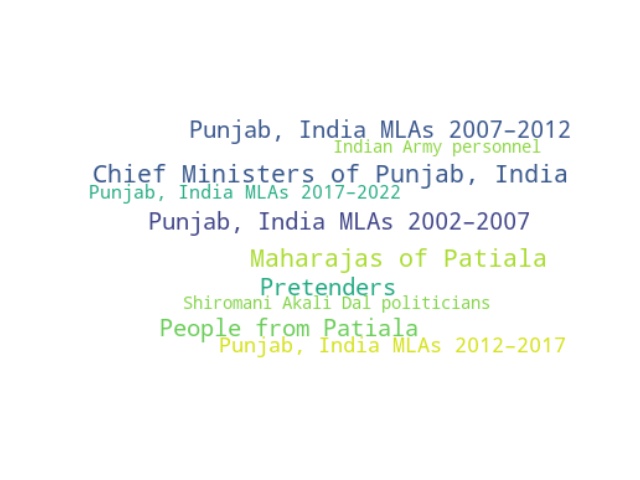 Punjab, India MLAs 2007–2012
Indian Army personnel
Chief Ministers of Punjab, India
Punjab, India MLAs 2017–2022
Punjab, India MLAs 2002–2007
Maharajas of Patiala
Pretenders
Shiromani Akali Dal politicians
People from Patiala
Punjab, India MLAs 2012–2017